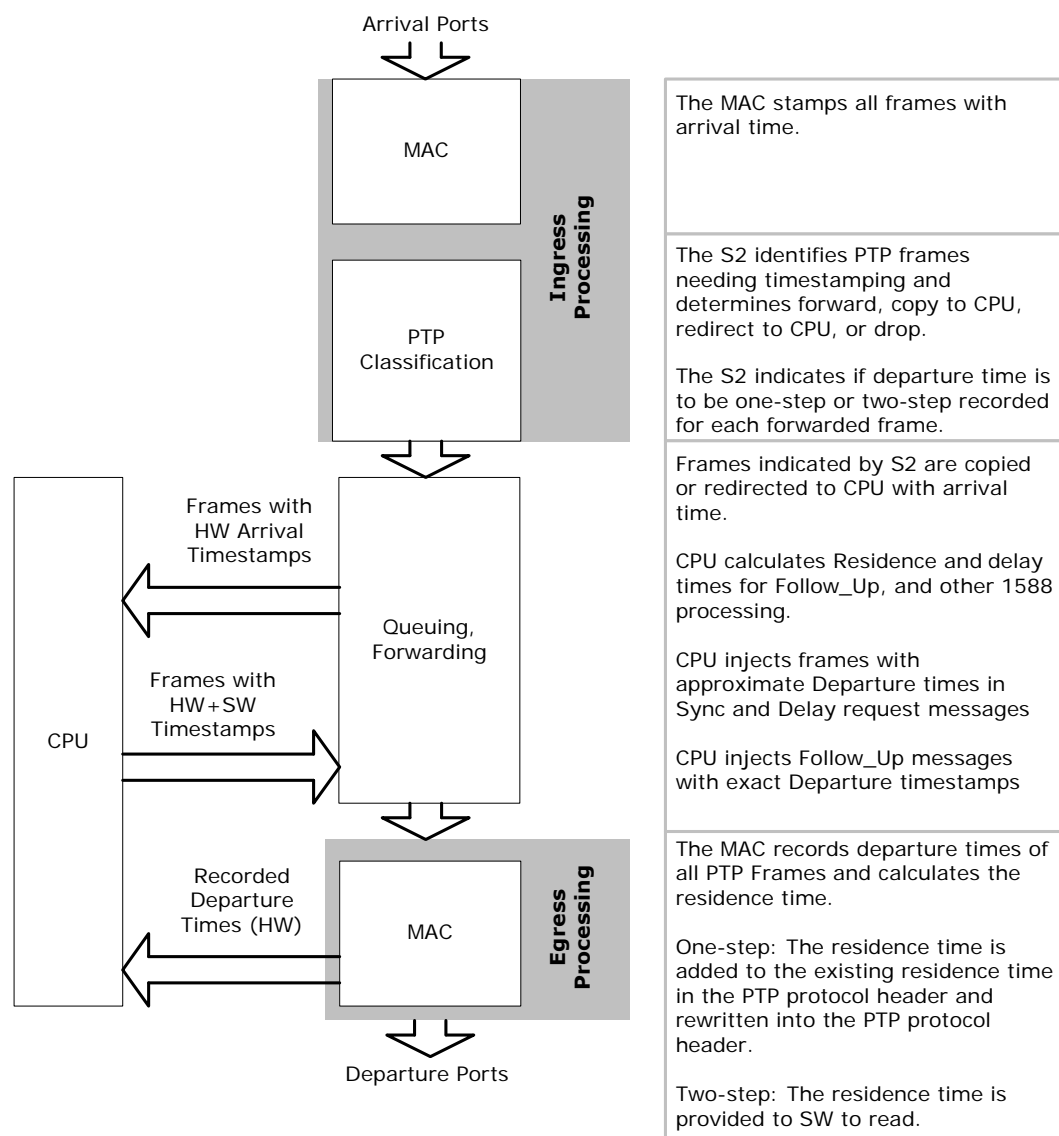 Arrival Ports
MAC
Ingress
Processing
PTP
Classification
The MAC stamps all frames with
arrival time.
The S2 identifies PTP frames
needing timestamping and
determines forward, copy to CPU,
redirect to CPU, or drop.
The S2 indicates if departure time is
to be one-step or two-step recorded
for each forwarded frame.
Frames with
HW Arrival
Timestamps
Queuing,
Forwarding
Frames with
HW+SW
Timestamps
CPU
Frames indicated by S2 are copied
or redirected to CPU with arrival
time.
CPU calculates Residence and delay
times for Follow_Up, and other 1588
processing.
CPU injects frames with
approximate Departure times in
Sync and Delay request messages
CPU injects Follow_Up messages
with exact Departure timestamps
Recorded
Departure
Times (HW)
MAC
Egress
Processing
Departure Ports
The MAC records departure times of
all PTP Frames and calculates the
residence time.
One-step: The residence time is
added to the existing residence time
in the PTP protocol header and
rewritten into the PTP protocol
header.
Two-step: The residence time is
provided to SW to read.